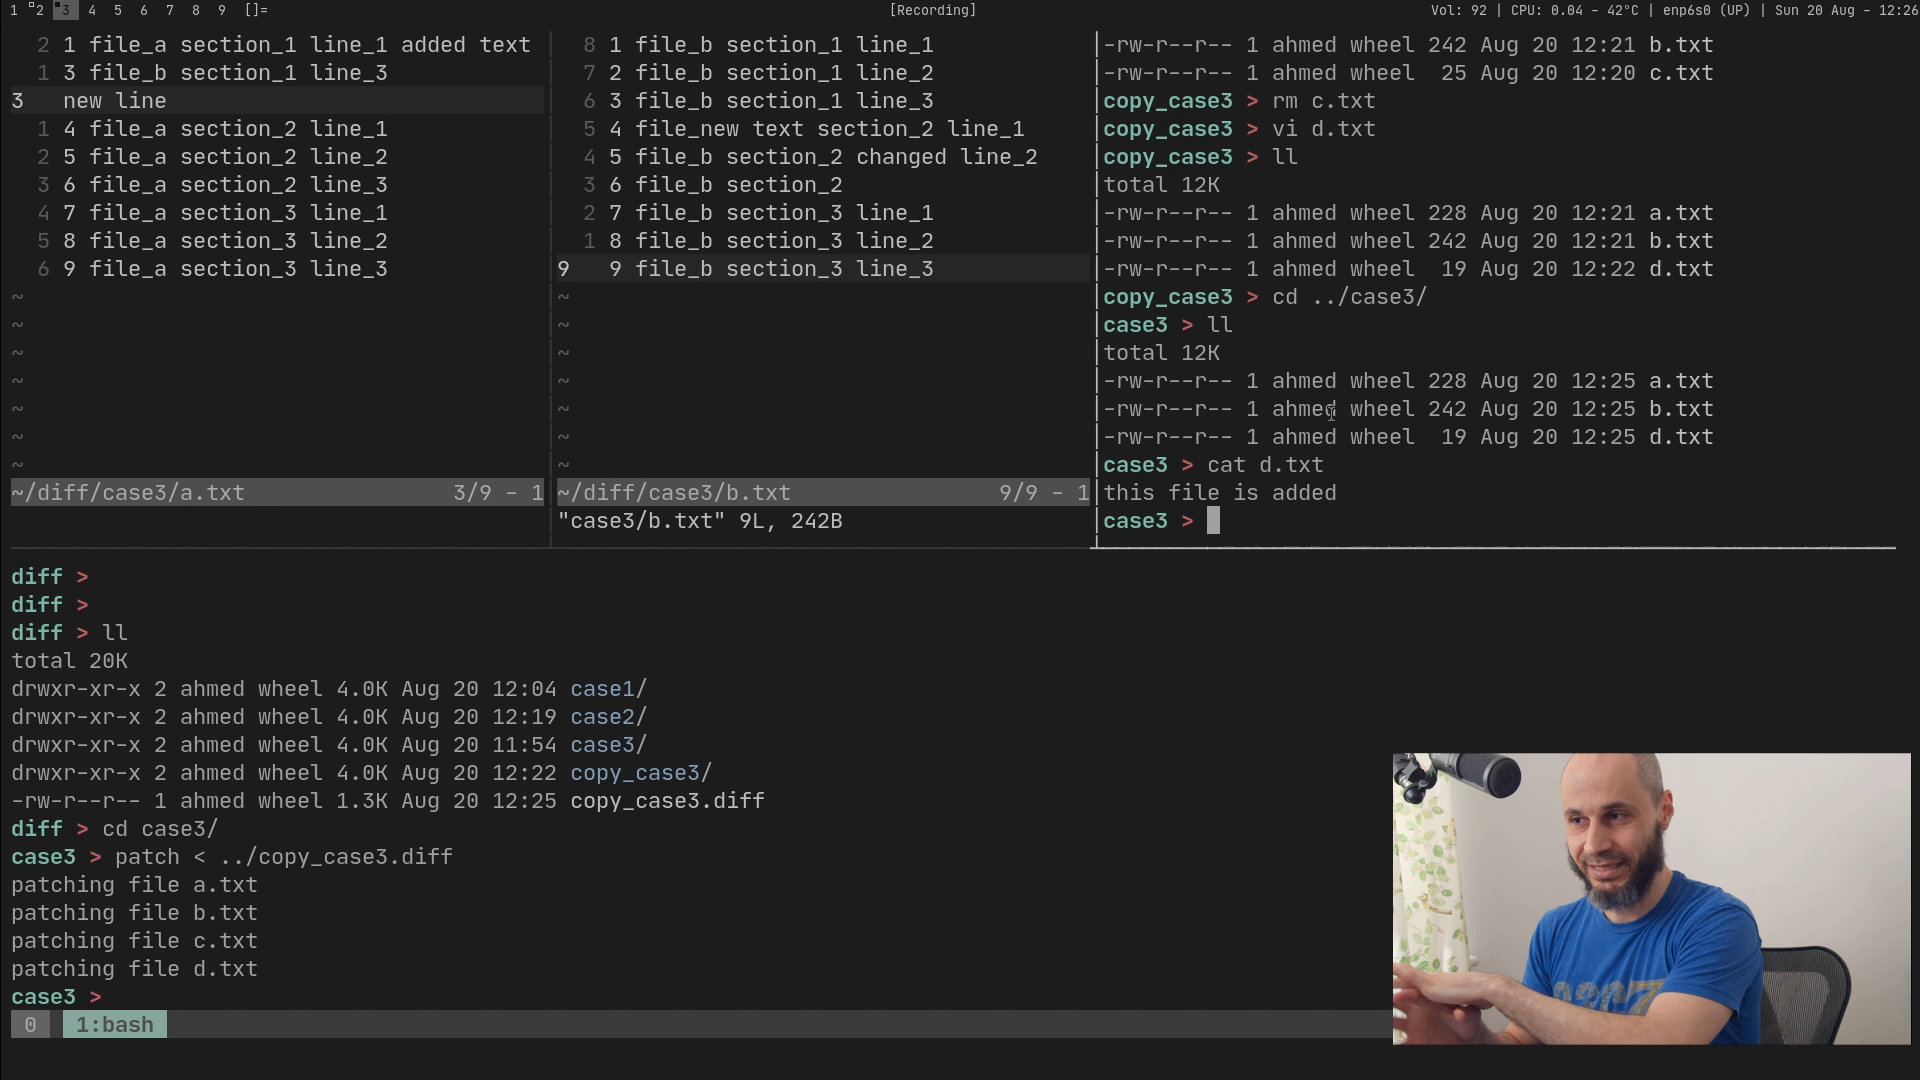 1 2 3 4 5 6 7 8 9 []= [Recording] Vol: 92 | CPU: 0.04 - 42°C | enp6s0 (UP) | Sun 20 Aug - 12:26
2 1 file_a section_1 line_1 added text
1 3 file_b section_1 line_3
3 new line
1 4 file_a section_2 line_1
2 5 file_a section_2 line_2
3 6 file_a section_2 line_3
4 7 file_a section_3 line_1
5 8 file_a section_3 line_2
6 9 file_a section_3 line_3
~
~
~
~
~
~
~
~/diff/case3/a.txt 3/9 - 1
8 1 file_b section_1 line_1
7 2 file_b section_1 line_2
6 3 file_b section_1 line_3
5 4 file_new text section_2 line_1
4 5 file_b section_2 changed line_2
3 6 file_b section_2
2 7 file_b section_3 line_1
1 8 file_b section_3 line_2
9 9 file_b section_3 line_3
~
~
~
~
~
~
~
~/diff/case3/b.txt 9/9 - 1
"case3/b.txt" 9L, 242B
-rw-r--r-- 1 ahmed wheel 242 Aug 20 12:21 b.txt
-rw-r--r-- 1 ahmed wheel 25 Aug 20 12:20 c.txt
copy_case3 > rm c.txt
copy_case3 > vi d.txt
copy_case3 > ll
total 12K
-rw-r--r-- 1 ahmed wheel 228 Aug 20 12:21 a.txt
-rw-r--r-- 1 ahmed wheel 242 Aug 20 12:21 b.txt
-rw-r--r-- 1 ahmed wheel 19 Aug 20 12:22 d.txt
copy_case3 > cd ../case3/
case3 > ll
total 12K
-rw-r--r-- 1 ahmed wheel 228 Aug 20 12:25 a.txt
-rw-r--r-- 1 ahmed wheel 242 Aug 20 12:25 b.txt
-rw-r--r-- 1 ahmed wheel 19 Aug 20 12:25 d.txt
case3 > cat d.txt
this file is added
case3 >
diff >
diff >
diff > ll
total 20K
drwxr-xr-x 2 ahmed wheel 4.0K Aug 20 12:04 case1/
drwxr-xr-x 2 ahmed wheel 4.0K Aug 20 12:19 case2/
drwxr-xr-x 2 ahmed wheel 4.0K Aug 20 11:54 case3/
drwxr-xr-x 2 ahmed wheel 4.0K Aug 20 12:22 copy_case3/
-rw-r--r-- 1 ahmed wheel 1.3K Aug 20 12:25 copy_case3.diff
diff > cd case3/
case3 > patch < ../copy_case3.diff
patching file a.txt
patching file b.txt
patching file c.txt
patching file d.txt
case3 >
0 1:bash